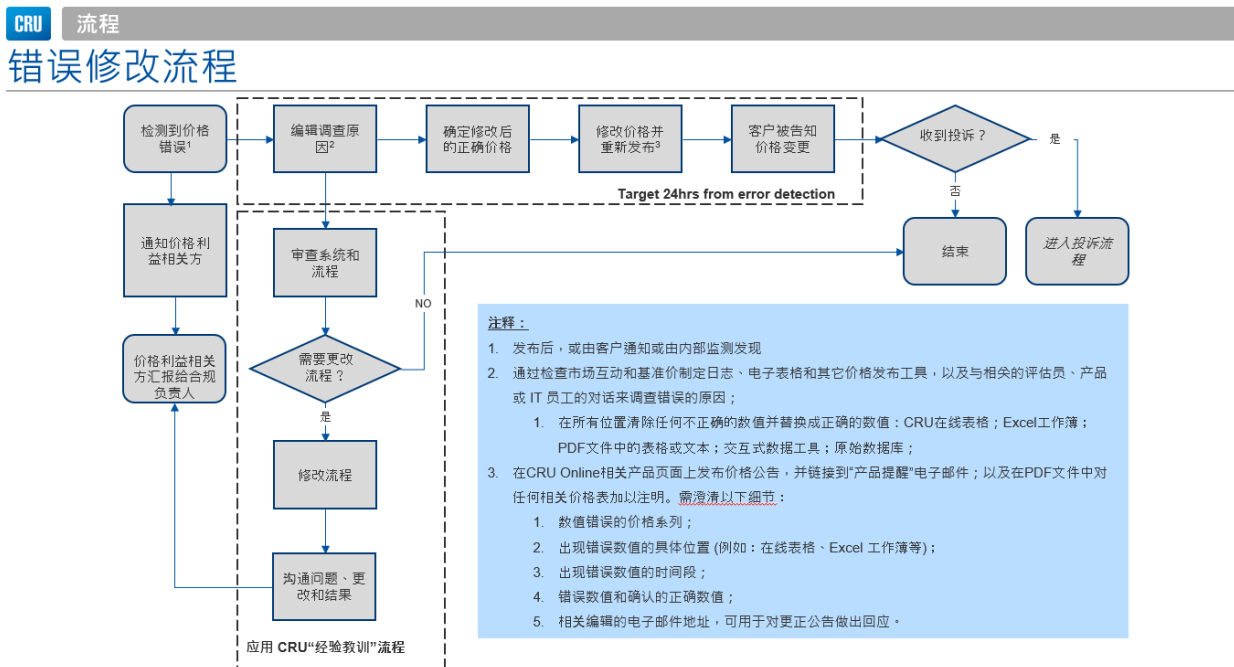 CRU
流程
错误修改流程
检测到价格
错误¹
编辑调查原
因²
确定修改后
的正确价格
修改价格并
重新发布³
客户被告知
价格变更
收到投诉？
是
否
Target 24hrs from error detection
通知价格利
益相关方
审查系统和
流程
结束
进入投诉流
程
NO
价格利益相关
方汇报给合规
负责人
需要更改
流程？
是
修改流程
沟通问题、更
改和结果
应用 CRU“经验教训”流程
注释：
1. 发布后，或由客户通知或由内部监测发现
2. 通过检查市场互动和基准价制定日志、电子表格和其它价格发布工具，以及与相关的评估员、产品
或 IT 员工的对话来调查错误的原因；
1. 在所有位置清除任何不正确的数值并替换成正确的数值：CRU在线表格；Excel工作簿；
PDF文件中的表格或文本；交互式数据工具；原始数据库；
3. 在CRU Online相关产品页面上发布价格公告，并链接到“产品提醒”电子邮件；以及在PDF文件中对
任何相关价格表加以注明。需澄清以下细节：
1. 数值错误的价格系列；
2. 出现错误数值的具体位置 (例如：在线表格、Excel 工作簿等)；
3. 出现错误数值的时间段；
4. 错误数值和确认的正确数值；
5. 相关编辑的电子邮件地址，可用于对更正公告做出回应。